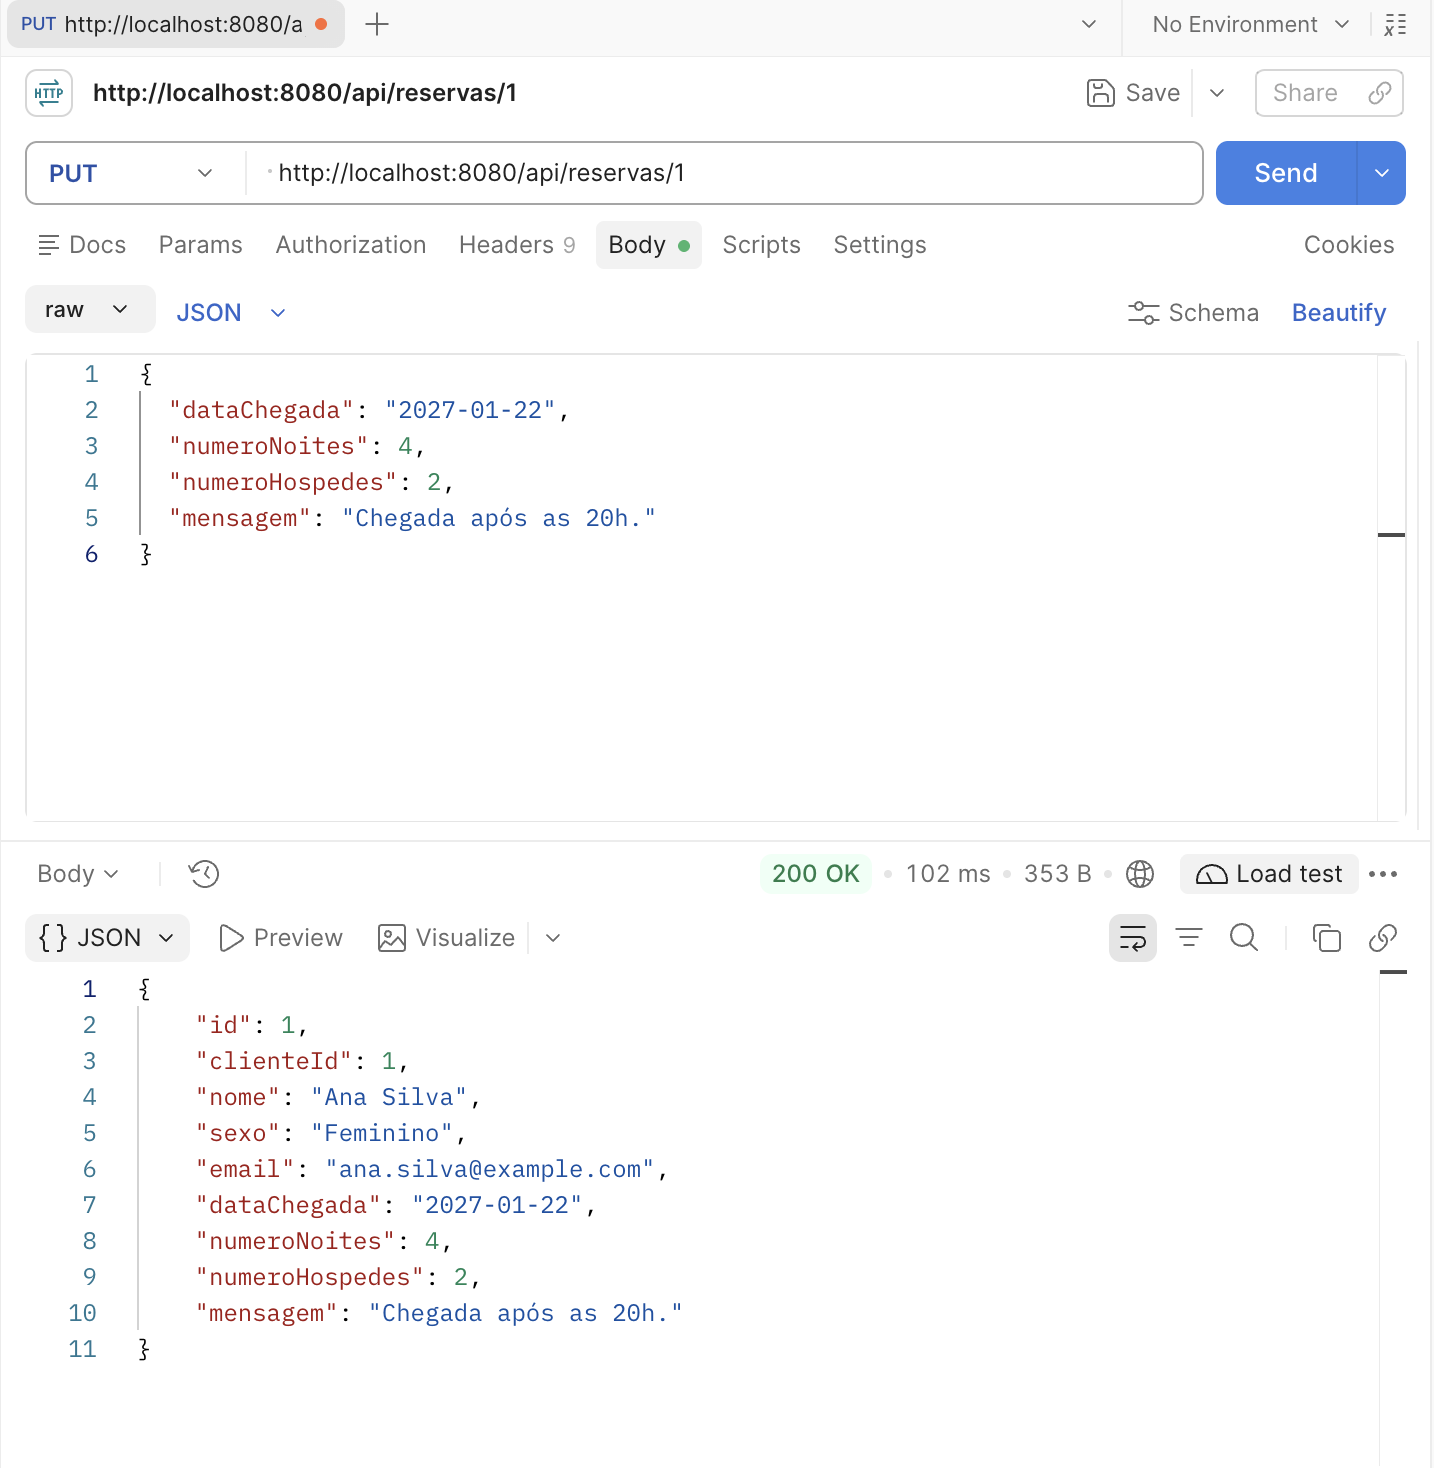 PUT http://localhost:8080/a
No Environment
HTTP http://localhost:8080/api/reservas/1
Save
Share
PUT http://localhost:8080/api/reservas/1
Send
Docs Params Authorization Headers 9 Body Scripts Settings Cookies
raw JSON Schema Beautify
1 {
2 "dataChegada": "2027-01-22",
3 "numeroNoites": 4,
4 "numeroHospedes": 2,
5 "mensagem": "Chegada após as 20h."
6 }
Body 200 OK • 102 ms • 353 B • Load test
{} JSON Preview Visualize
1 {
2 "id": 1,
3 "clienteId": 1,
4 "nome": "Ana Silva",
5 "sexo": "Feminino",
6 "email": "ana.silva@example.com",
7 "dataChegada": "2027-01-22",
8 "numeroNoites": 4,
9 "numeroHospedes": 2,
10 "mensagem": "Chegada após as 20h."
11 }